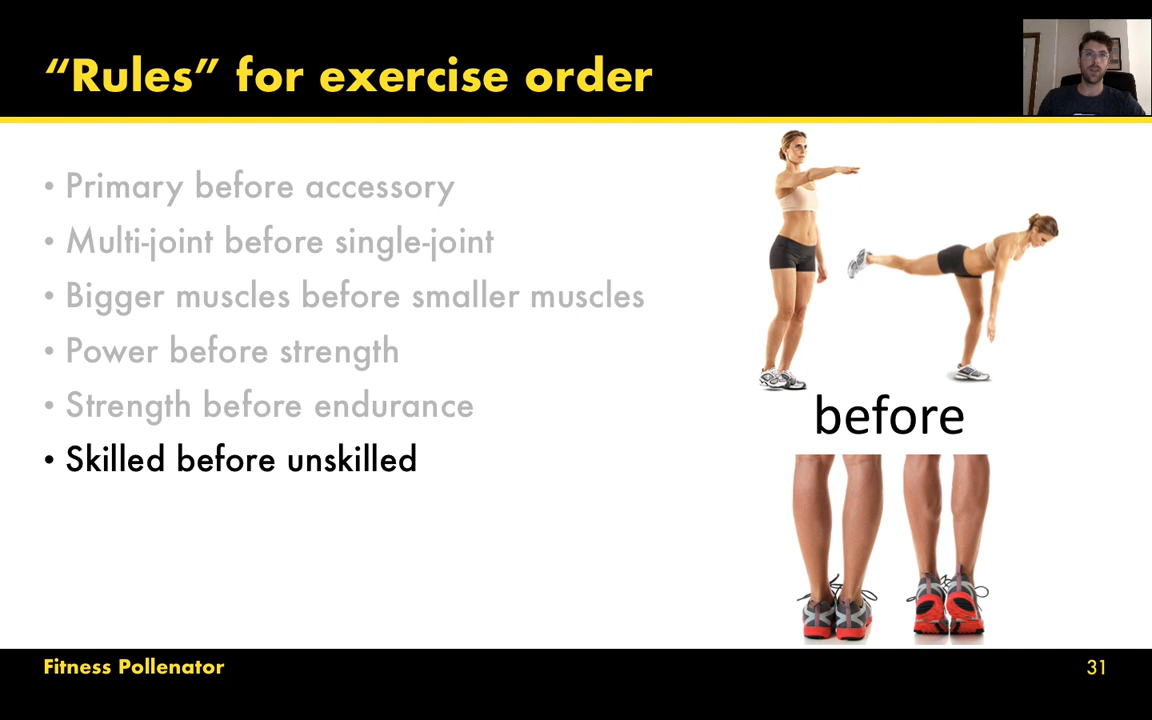 “Rules” for exercise order
• Primary before accessory
• Multi-joint before single-joint
• Bigger muscles before smaller muscles
• Power before strength
• Strength before endurance
• Skilled before unskilled
before
Fitness Pollenator
31